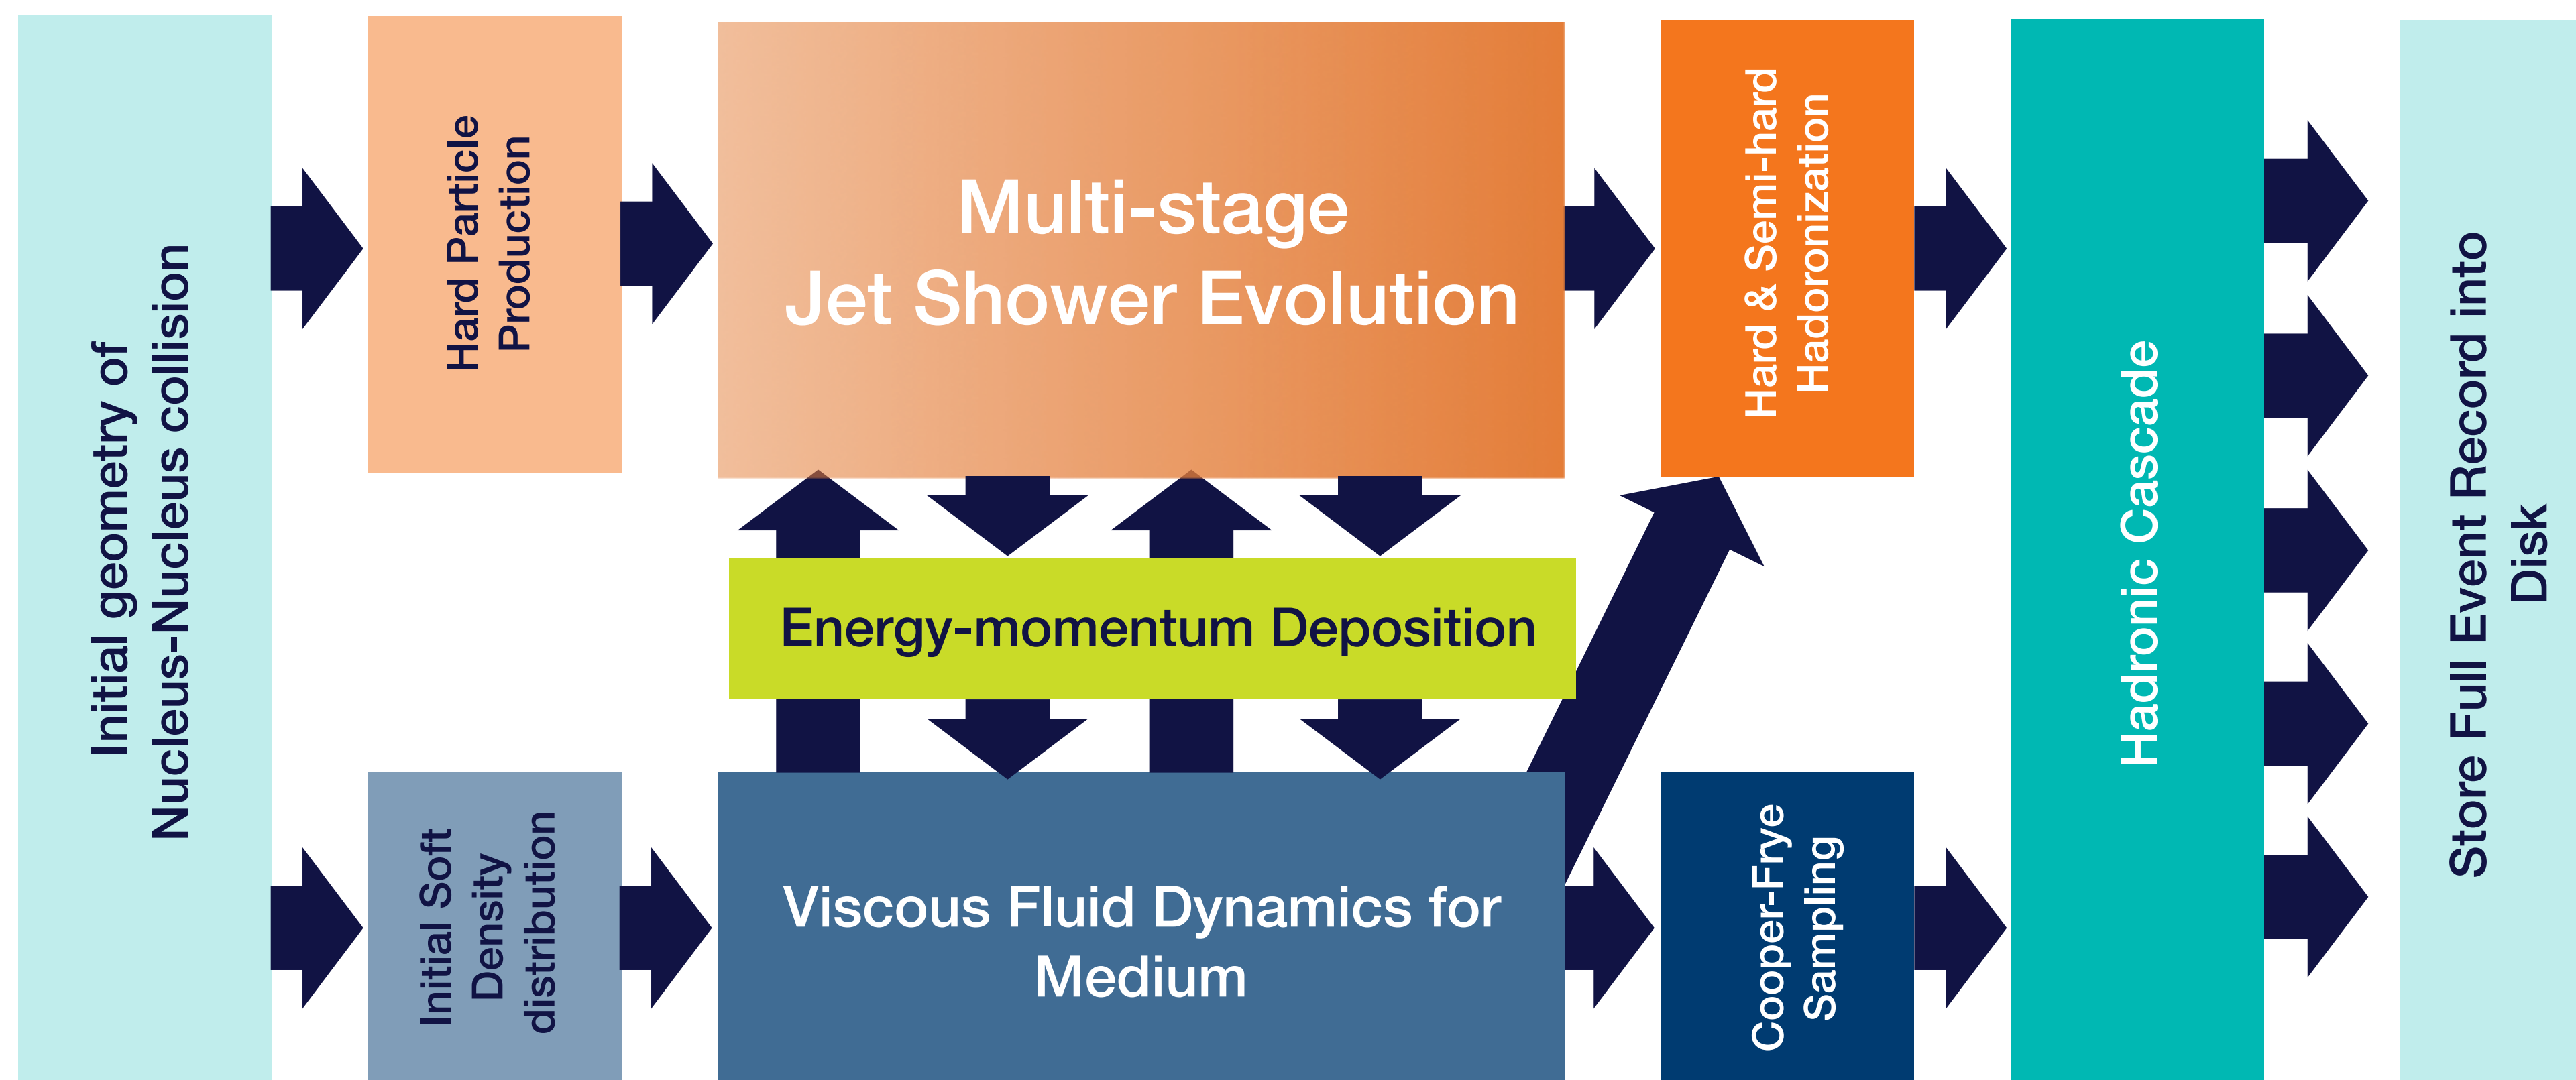 Initial geometry of
Nucleus-Nucleus collision
Hard Particle
Production
Multi-stage
Jet Shower Evolution
Hard & Semi-hard
Hadoronization
Energy-momentum Deposition
Initial Soft
Density
distribution
Viscous Fluid Dynamics for
Medium
Cooper-Frye
Sampling
Hadronic Cascade
Store Full Event Record into
Disk